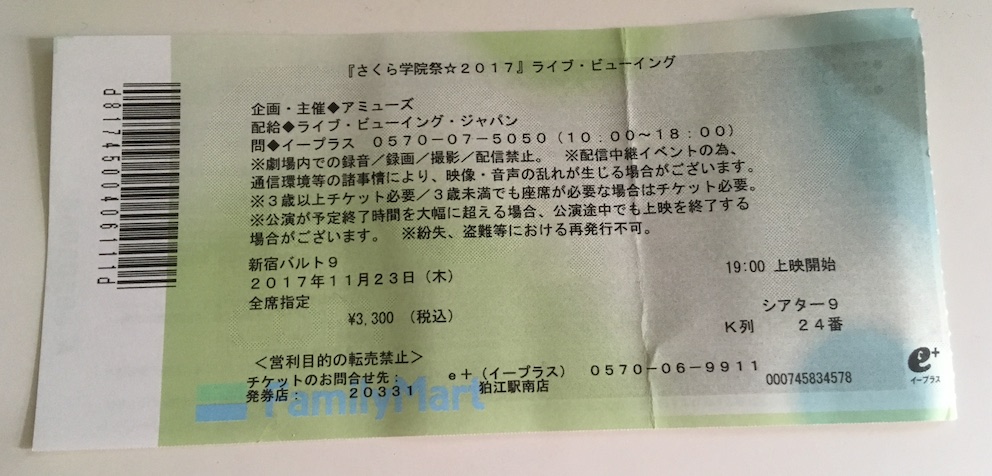 『さくら学院祭☆2017』ライブ・ビューイング
企画・主催◆アミューズ
配給◆ライブ・ビューイング・ジャパン
問◆イープラス 0570-07-5050(10:00~18:00)
※劇場内での録音/録画/撮影/配信禁止。 ※配信中継イベントの為、
通信環境等の諸事情により、映像・音声の乱れが生じる場合がございます。
※3歳以上チケット必要/3歳未満でも座席が必要な場合はチケット必要。
※公演が予定終了時間を大幅に超える場合、公演途中でも上映を終了する
場合がございます。 ※紛失、盗難等における再発行不可。
新宿バルト9
2017年11月23日(木) 19:00 上映開始
全席指定 シアター9
¥3,300 (税込) K列 24番
<営利目的の転売禁止>
チケットのお問合せ先: e+(イープラス) 0570-06-9911
発券店: 20331 狛江駅南店 000745834578
FamilyMart
e+
イープラス
d8174500406111d